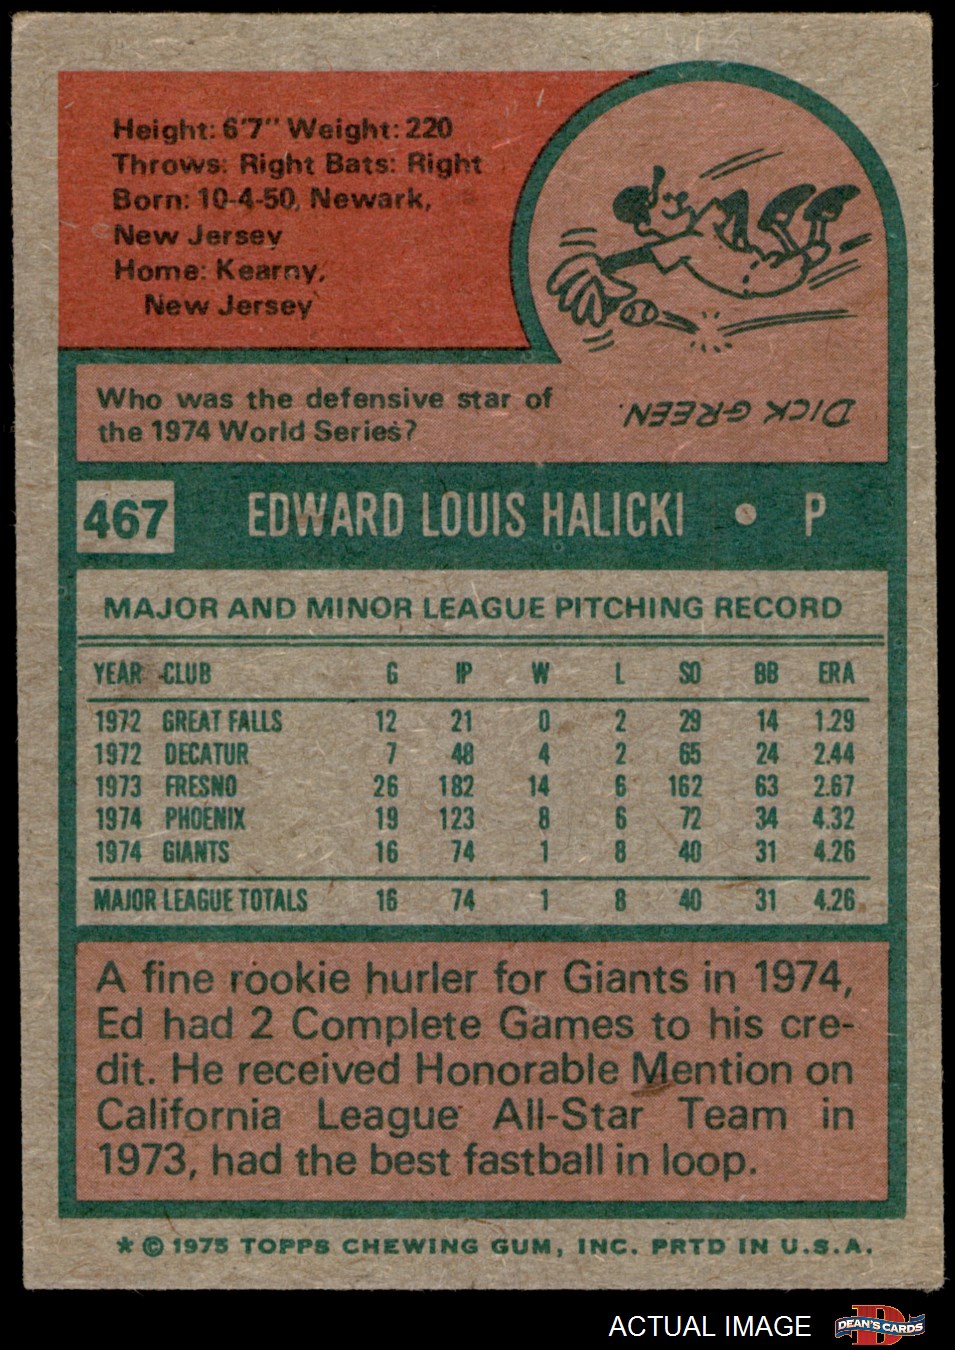 Height: 6'7" Weight: 220
Throws: Right Bats: Right
Born: 10-4-50, Newark,
New Jersey
Home: Kearny,
New Jersey
Who was the defensive star of
the 1974 World Series?
DICK GREEN.
467 EDWARD LOUIS HALICKI • P
MAJOR AND MINOR LEAGUE PITCHING RECORD
YEAR CLUB G IP W L SO BB ERA
1972 GREAT FALLS 12 21 0 2 29 14 1.29
1972 DECATUR 7 48 4 2 65 24 2.44
1973 FRESNO 26 182 14 6 162 63 2.67
1974 PHOENIX 19 123 8 6 72 34 4.32
1974 GIANTS 16 74 1 8 40 31 4.26
MAJOR LEAGUE TOTALS 16 74 1 8 40 31 4.26
A fine rookie hurler for Giants in 1974,
Ed had 2 Complete Games to his cre-
dit. He received Honorable Mention on
California League All-Star Team in
1973, had the best fastball in loop.
* © 1975 TOPPS CHEWING GUM, INC. PRTD IN U.S.A.
ACTUAL IMAGE
DEAN'S CARDS